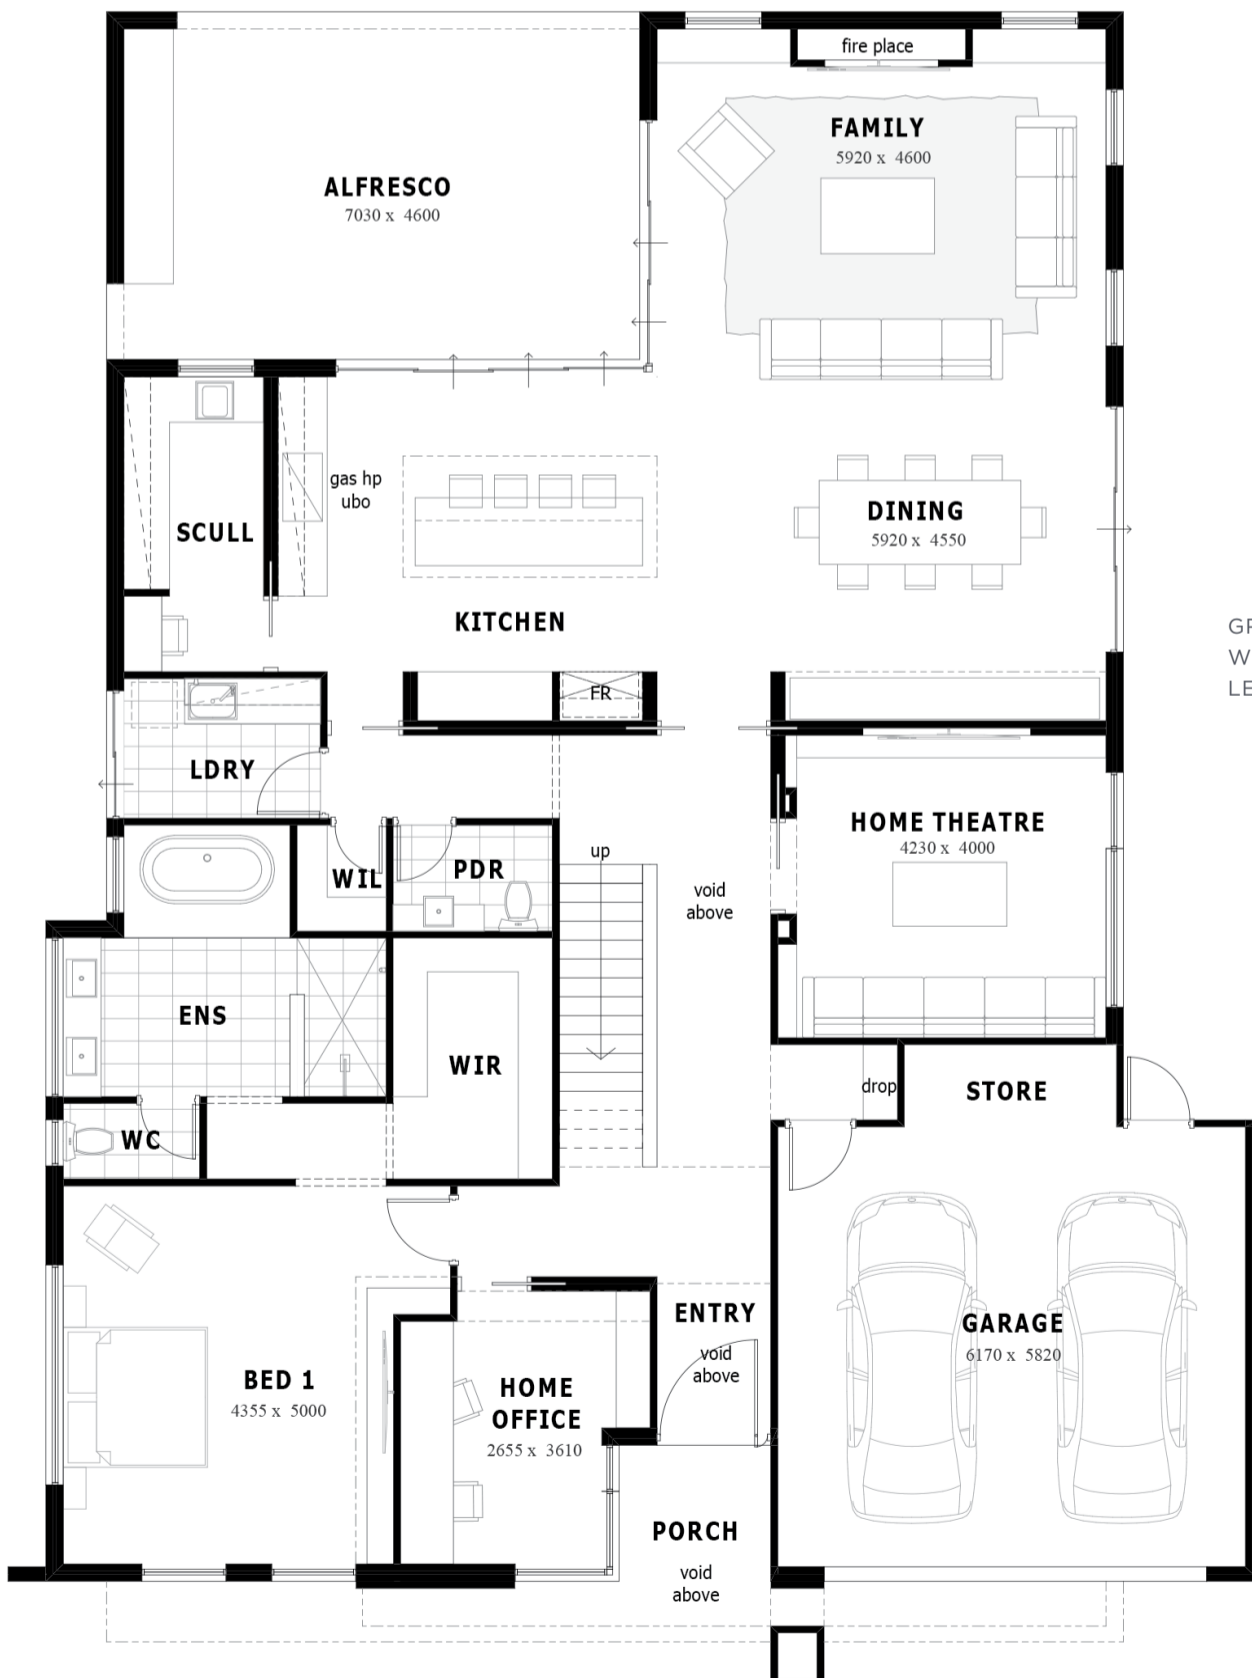 fire place
FAMILY
5920 x 4600
ALFRESCO
7030 x 4600
gas hp
ubo
SCULL
DINING
5920 x 4550
KITCHEN
GF
W
LE
FR
LDRY
HOME THEATRE
4230 x 4000
up
WIL
PDR
void
above
ENS
WIR
drop
STORE
WC
ENTRY
void
above
GARAGE
6170 x 5820
BED 1
4355 x 5000
HOME
OFFICE
2655 x 3610
PORCH
void
above